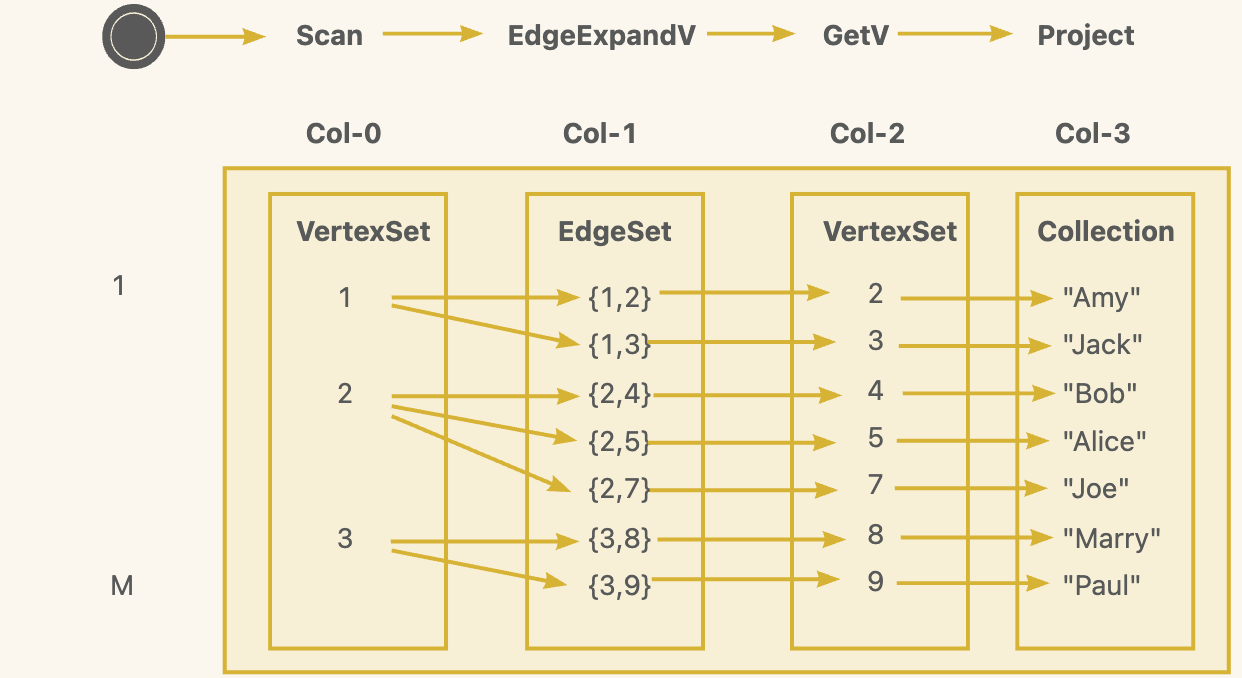 Scan EdgeExpandV GetV Project
Col-0 Col-1 Col-2 Col-3
VertexSet EdgeSet VertexSet Collection
1
1 {1,2} 2 "Amy"
{1,3} 3 "Jack"
2 {2,4} 4 "Bob"
{2,5} 5 "Alice"
{2,7} 7 "Joe"
3 {3,8} 8 "Marry"
M {3,9} 9 "Paul"